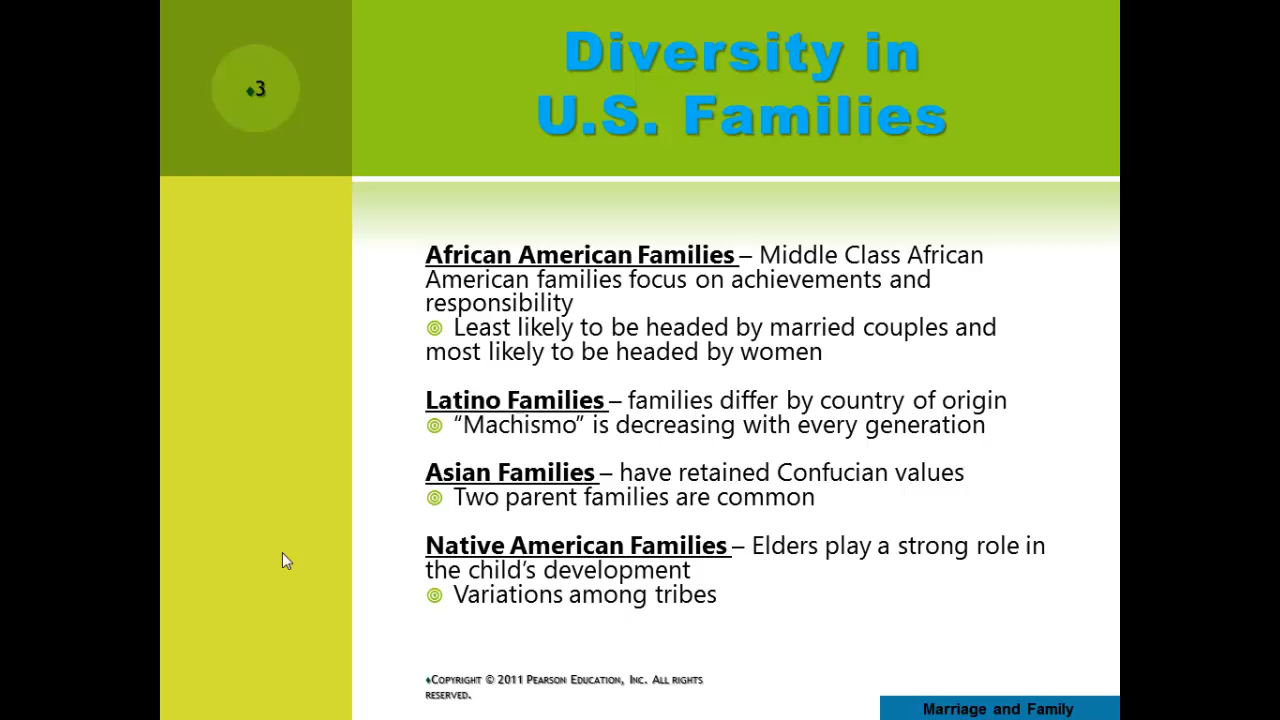 ♦3
Diversity in
U.S. Families
African American Families – Middle Class African
American families focus on achievements and
responsibility
Least likely to be headed by married couples and
most likely to be headed by women
Latino Families – families differ by country of origin
“Machismo” is decreasing with every generation
Asian Families – have retained Confucian values
Two parent families are common
Native American Families – Elders play a strong role in
the child’s development
Variations among tribes
♦Copyright © 2011 Pearson Education, Inc. All rights
reserved.
Marriage and Family